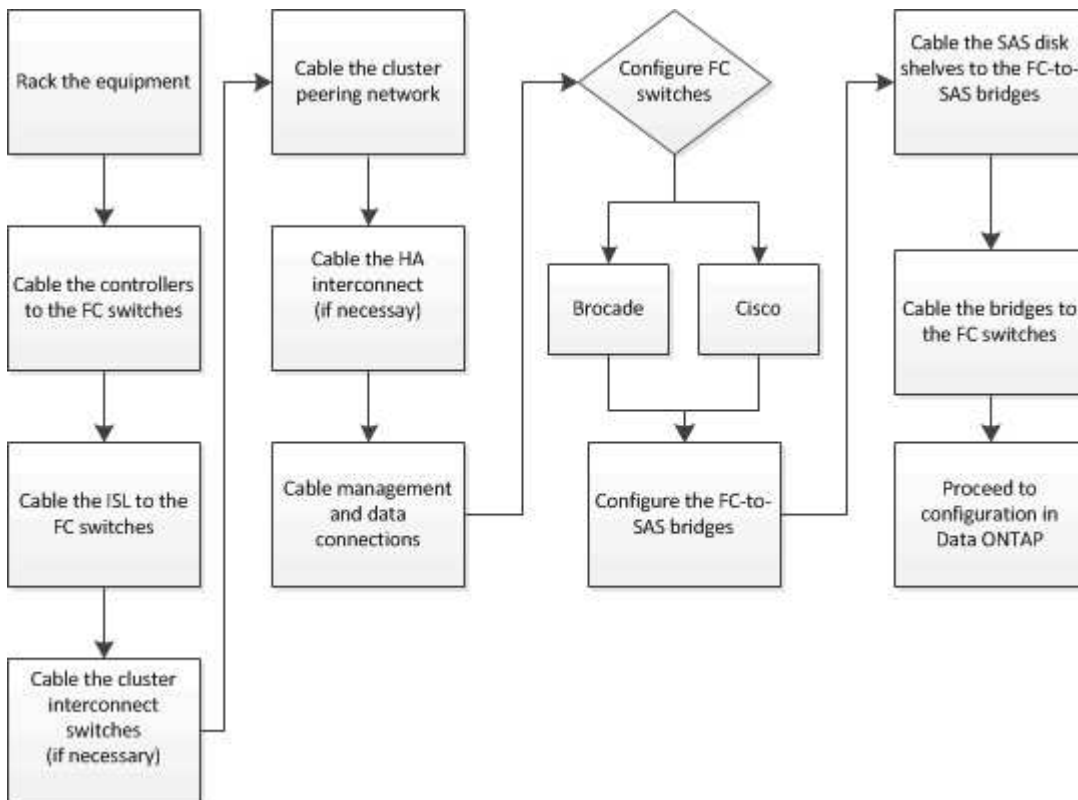 Rack the equipment
Cable the controllers
to the FC switches
Cable the ISL to the
FC switches
Cable the cluster
interconnect
switches
(if necessary)
Cable the cluster
peering network
Cable the HA
interconnect
(if necessay)
Cable management
and data
connections
Configure FC
switches
Brocade
Cisco
Configure the FC-to-
SAS bridges
Cable the SAS disk
shelves to the FC-to-
SAS bridges
Cable the bridges to
the FC switches
Proceed to
configuration in
Data ONTAP